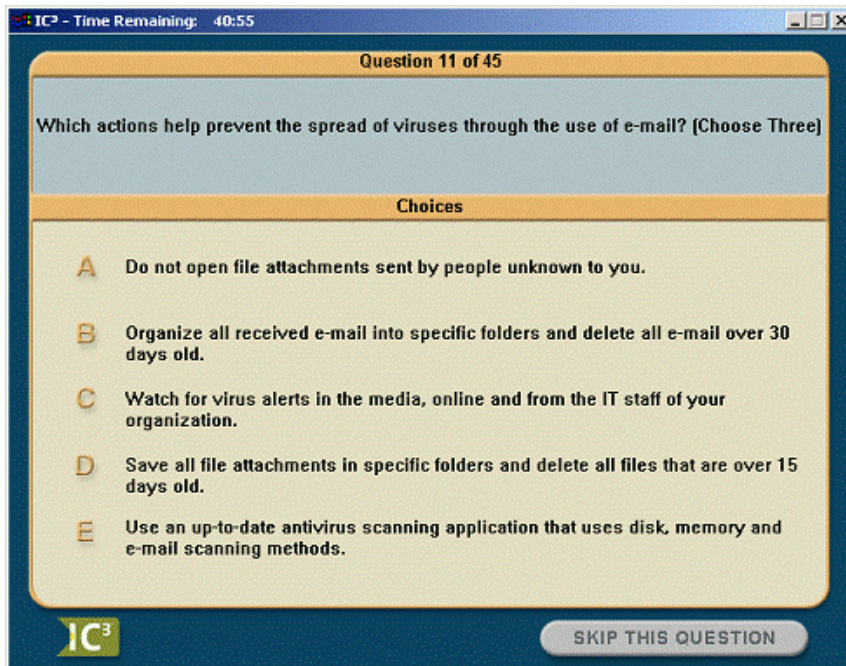 IC³ - Time Remaining: 40:55
Question 11 of 45
Which actions help prevent the spread of viruses through the use of e-mail? (Choose Three)
Choices
A Do not open file attachments sent by people unknown to you.
B Organize all received e-mail into specific folders and delete all e-mail over 30
days old.
C Watch for virus alerts in the media, online and from the IT staff of your
organization.
D Save all file attachments in specific folders and delete all files that are over 15
days old.
E Use an up-to-date antivirus scanning application that uses disk, memory and
e-mail scanning methods.
IC³ SKIP THIS QUESTION